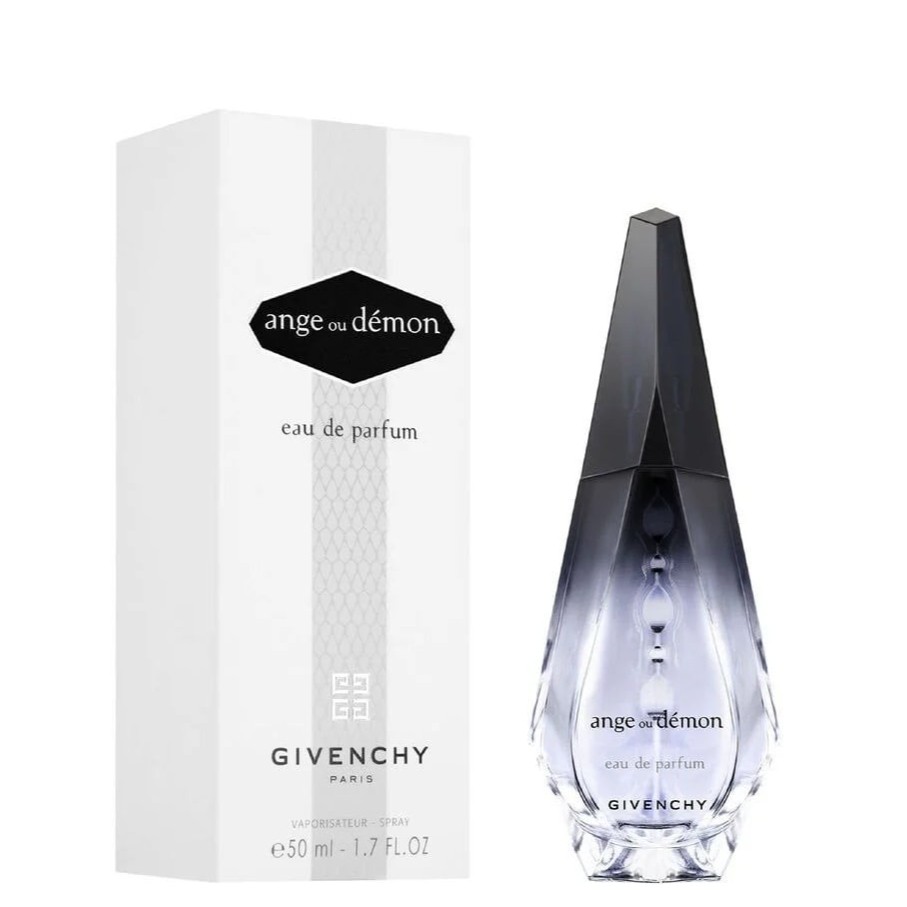 ange ou démon
eau de parfum
GIVENCHY
PARIS
VAPORISATEUR - SPRAY
e50 ml - 1.7 FL.OZ
ange ou démon
eau de parfum
GIVENCHY